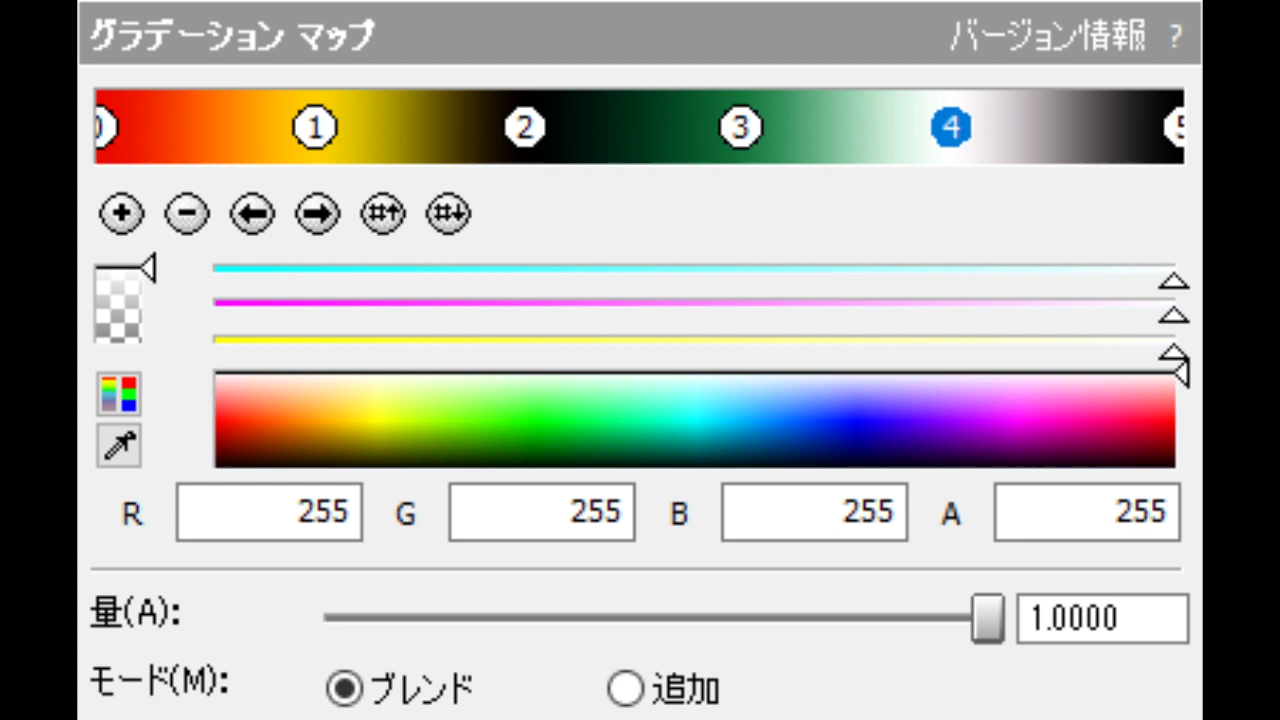 グラデーション マップ バージョン情報 ?
0 1 2 3 4 5
R 255 G 255 B 255 A 255
量(A): 1.0000
モード(M): ブレンド 追加